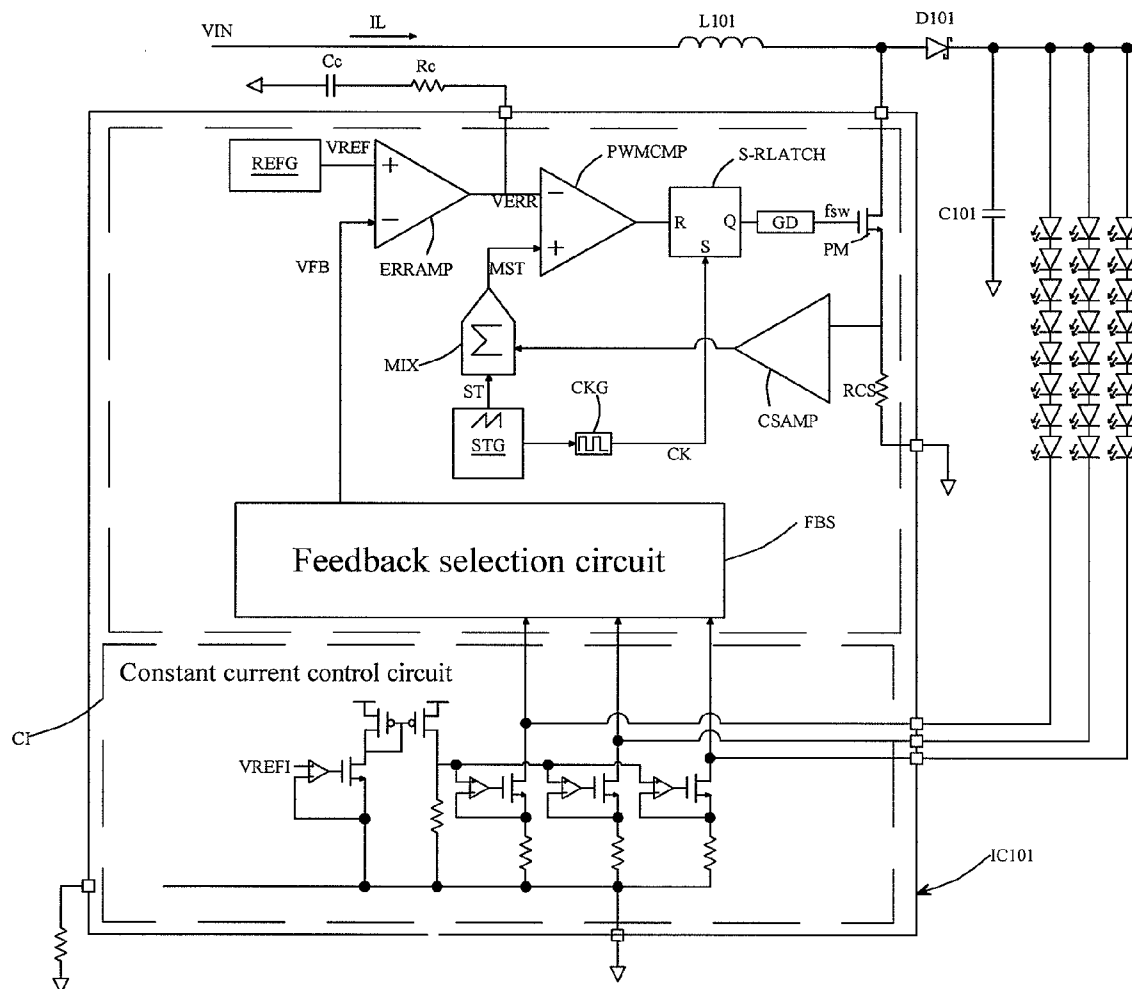 VIN
IL
L101
D101
Cc
Rc
REFG
VREF
PWMCMP
S-RLATCH
C101
VERR
R
Q
S
GD
fsw
PM
VFB
ERRAMP
MST
MIX
Σ
ST
STG
CKG
CK
CSAMP
RCS
FBS
Feedback selection circuit
Constant current control circuit
CI
VREFI
IC101